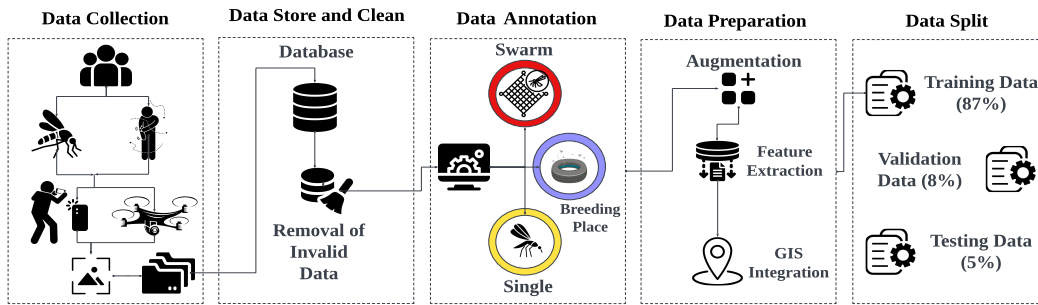 Data Collection
Data Store and Clean
Data Annotation
Data Preparation
Data Split
Database
Removal of
Invalid
Data
Swarm
Breeding
Place
Single
Augmentation
Feature
Extraction
GIS
Integration
Training Data
(87%)
Validation
Data (8%)
Testing Data
(5%)